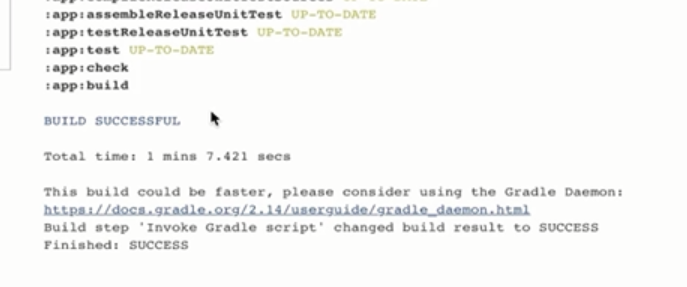 :app:assembleReleaseUnitTest UP-TO-DATE
:app:testReleaseUnitTest UP-TO-DATE
:app:test UP-TO-DATE
:app:check
:app:build
BUILD SUCCESSFUL
Total time: 1 mins 7.421 secs
This build could be faster, please consider using the Gradle Daemon:
https://docs.gradle.org/2.14/userguide/gradle_daemon.html
Build step 'Invoke Gradle script' changed build result to SUCCESS
Finished: SUCCESS